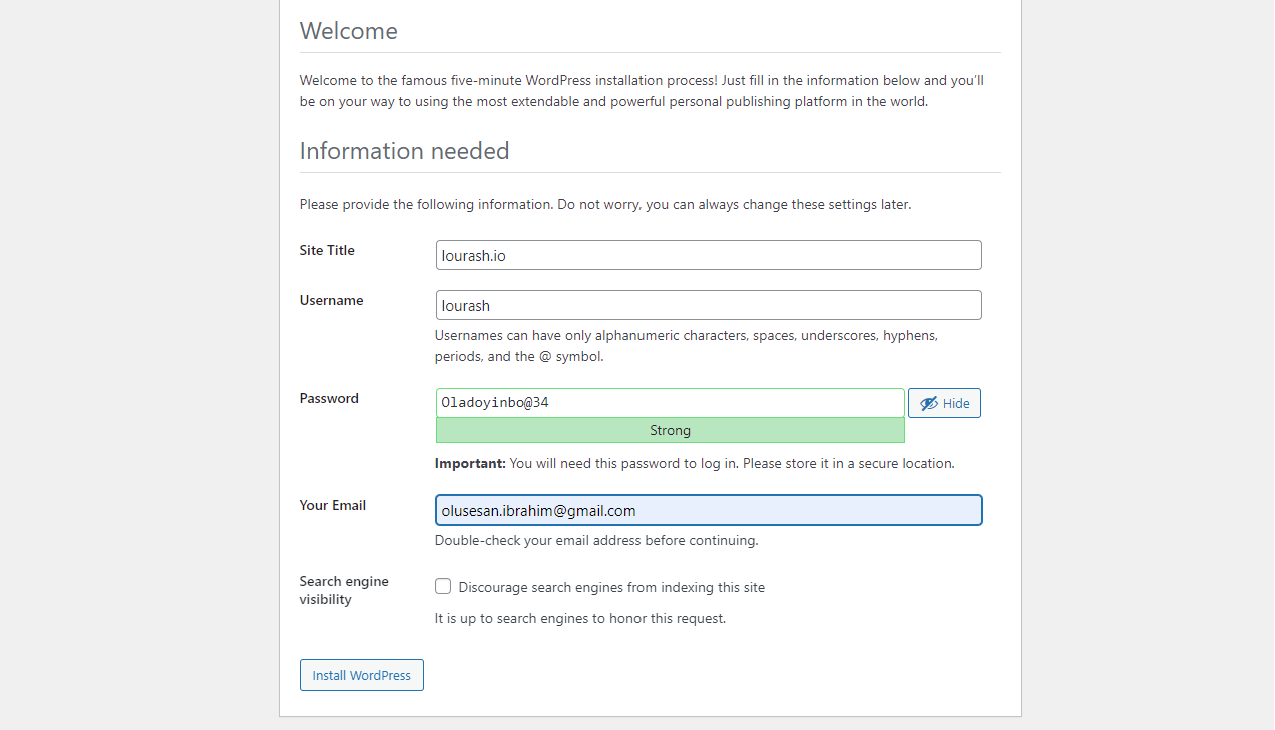 Welcome
Welcome to the famous five-minute WordPress installation process! Just fill in the information below and you'll
be on your way to using the most extendable and powerful personal publishing platform in the world.
Information needed
Please provide the following information. Do not worry, you can always change these settings later.
Site Title
lourash.io
Username
lourash
Usernames can have only alphanumeric characters, spaces, underscores, hyphens,
periods, and the @ symbol.
Password
Oladoyinbo@34
Hide
Strong
Important: You will need this password to log in. Please store it in a secure location.
Your Email
olusesan.ibrahim@gmail.com
Double-check your email address before continuing.
Search engine
visibility
Discourage search engines from indexing this site
It is up to search engines to honor this request.
Install WordPress